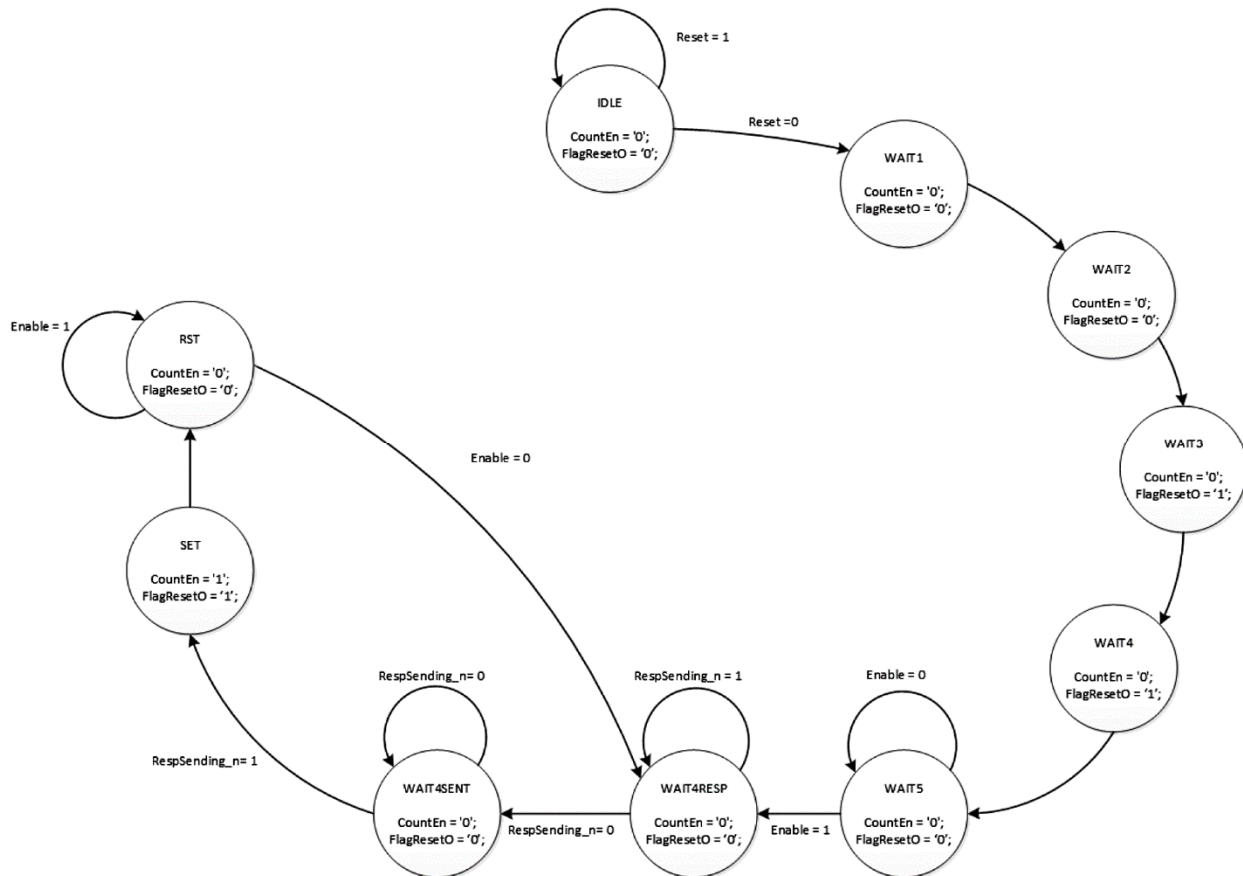 Reset = 1
IDLE
CountEn = '0';
FlagResetO = ‘0’;
Reset =0
WAIT1
CountEn = '0';
FlagResetO = ‘0’;
WAIT2
CountEn = '0';
FlagResetO = ‘0’;
Enable = 1
RST
CountEn = '0';
FlagResetO = ‘0’;
WAIT3
CountEn = '0';
FlagResetO = ‘1’;
Enable = 0
SET
CountEn = '1';
FlagResetO = ‘1’;
WAIT4
CountEn = '0';
FlagResetO = ‘1’;
RespSending_n= 0
RespSending_n = 1
Enable = 0
RespSending_n= 1
WAIT4SENT
CountEn = '0';
FlagResetO = ‘0’;
RespSending_n= 0
WAIT4RESP
CountEn = '0';
FlagResetO = ‘0’;
Enable = 1
WAIT5
CountEn = '0';
FlagResetO = ‘0’;